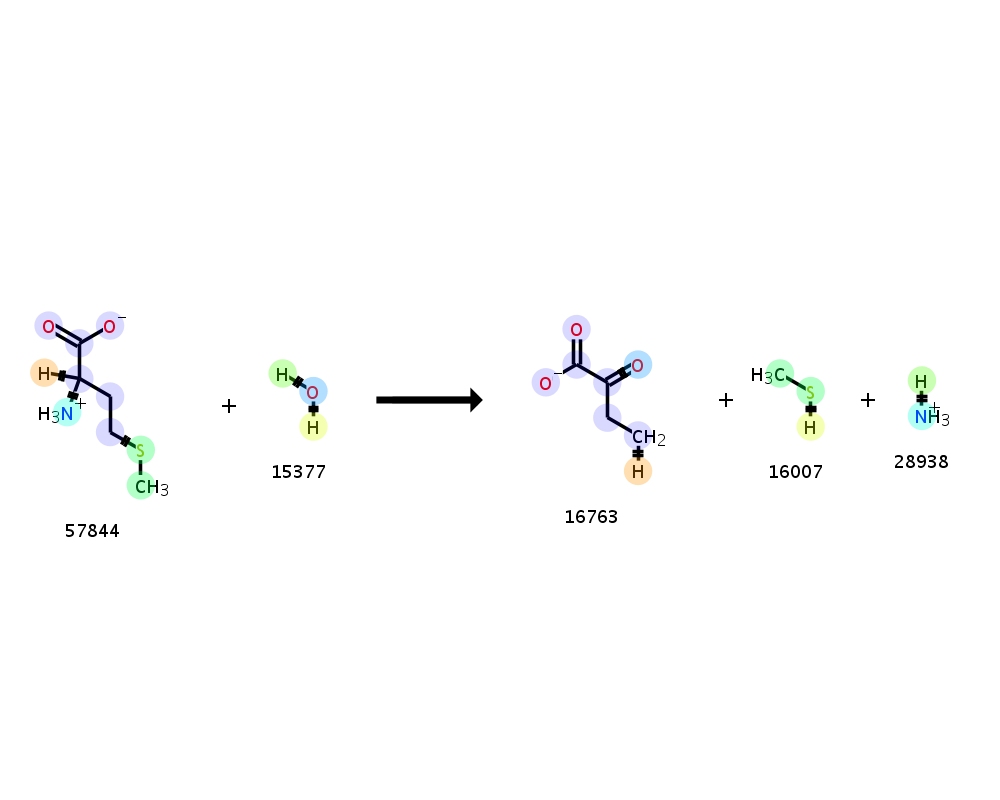 O O−
H
H3N+
S
CH3
57844
+
H
O
H
15377
O
O−
O
CH2
H
16763
+
H3C
S
H
16007
+
H
NH3+
28938